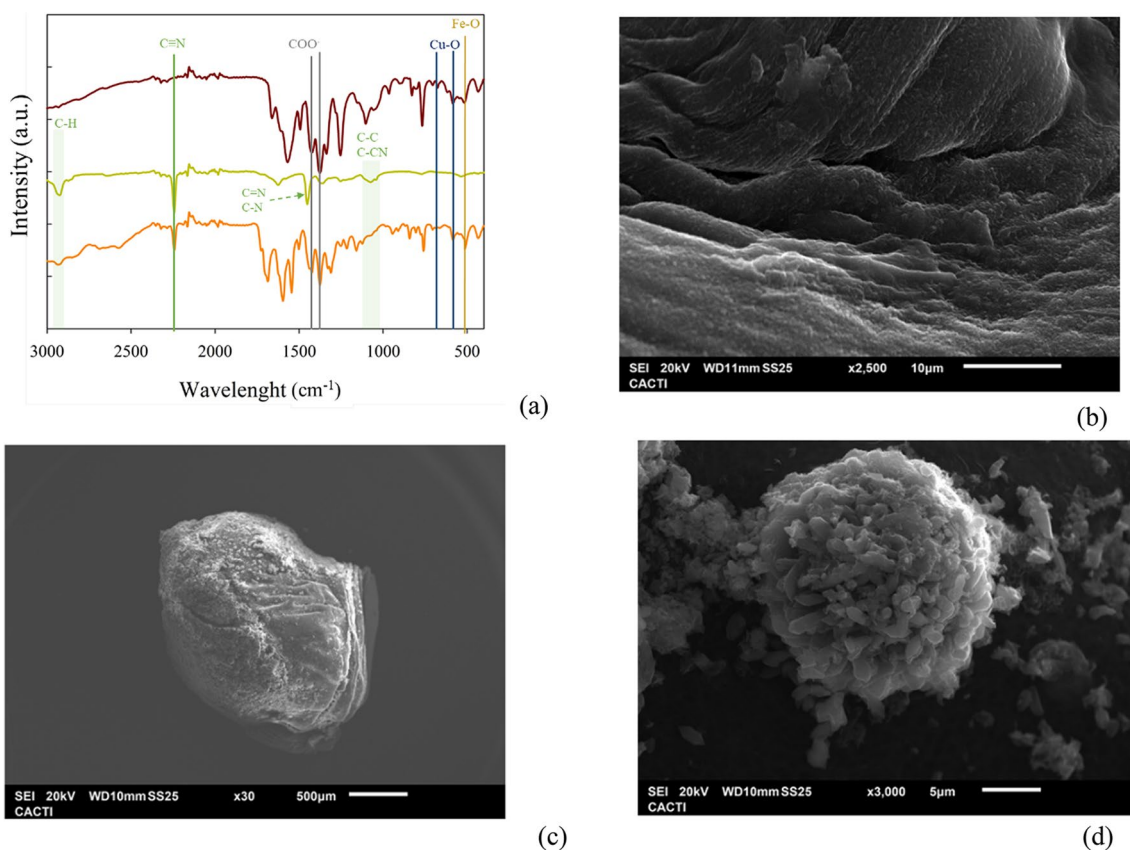 Fe-O
C≡N
COO⁻
Cu-O
C-H
C-C
C-CN
C=N
C-N
Intensity (a.u.)
3000 2500 2000 1500 1000 500
Wavelenght (cm⁻¹)
(a)
SEI 20kV WD11mm SS25 x2,500 10μm
CACTI
(b)
SEI 20kV WD10mm SS25 x30 500μm
CACTI
(c)
SEI 20kV WD10mm SS25 x3,000 5μm
CACTI
(d)